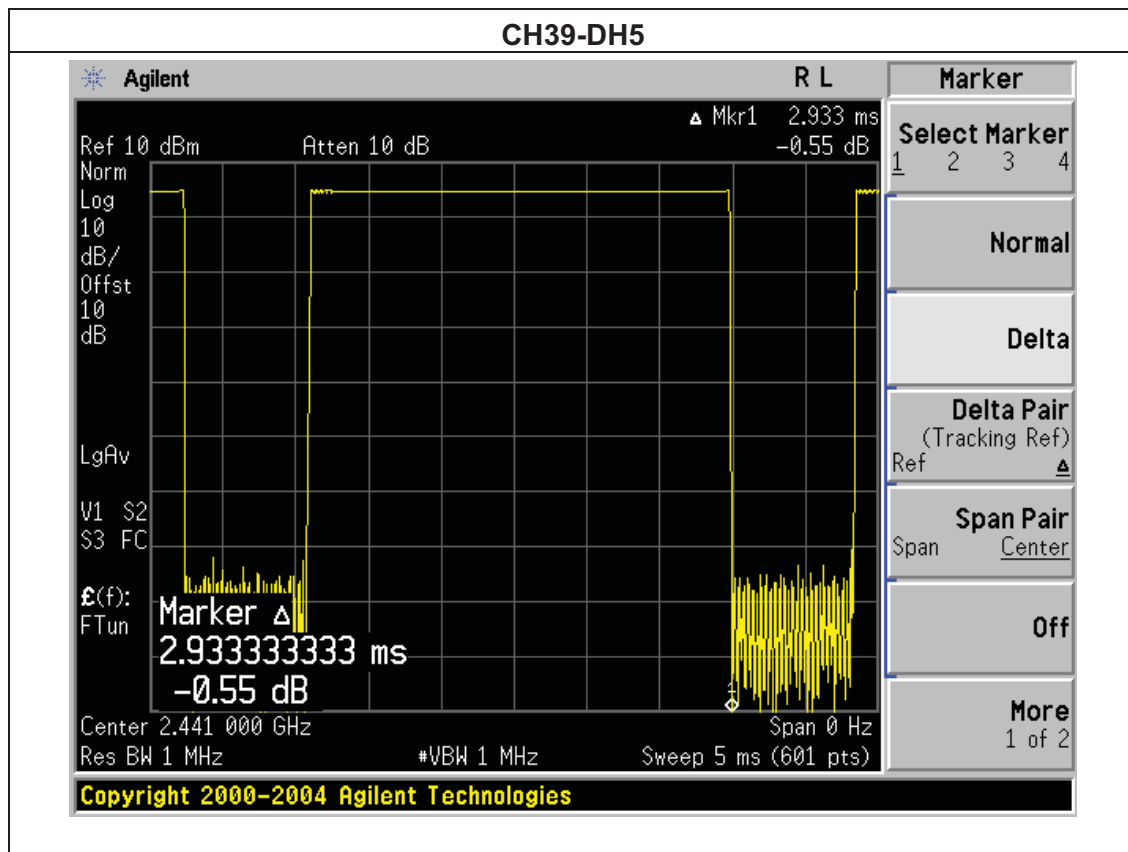 CH39-DH5
Agilent
R L
Marker
Δ Mkr1 2.933 ms
Ref 10 dBm Atten 10 dB -0.55 dB
Norm
Log
10
dB/
Offst
10
dB
LgAv
V1 S2
S3 FC
£(f):
FTun
Marker Δ
2.933333333 ms
-0.55 dB
1
Center 2.441 000 GHz Span 0 Hz
Res BW 1 MHz #VBW 1 MHz Sweep 5 ms (601 pts)
Select Marker
1 2 3 4
Normal
Delta
Delta Pair
(Tracking Ref)
Ref Δ
Span Pair
Span Center
Off
More
1 of 2
Copyright 2000-2004 Agilent Technologies